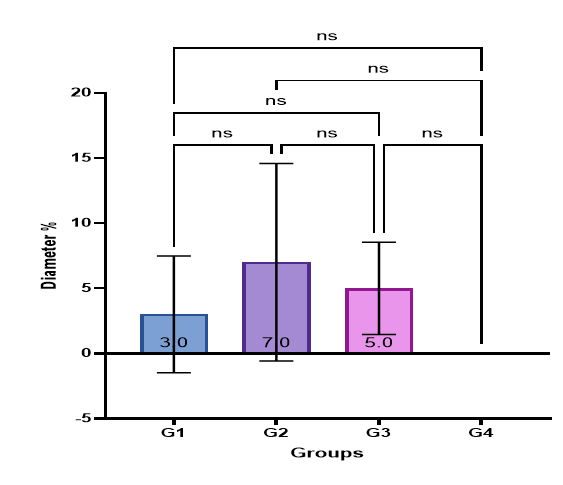 ns
ns
ns
ns ns ns
20
15
10
5
0
-5
Diameter %
3.0 7.0 5.0
G1 G2 G3 G4
Groups